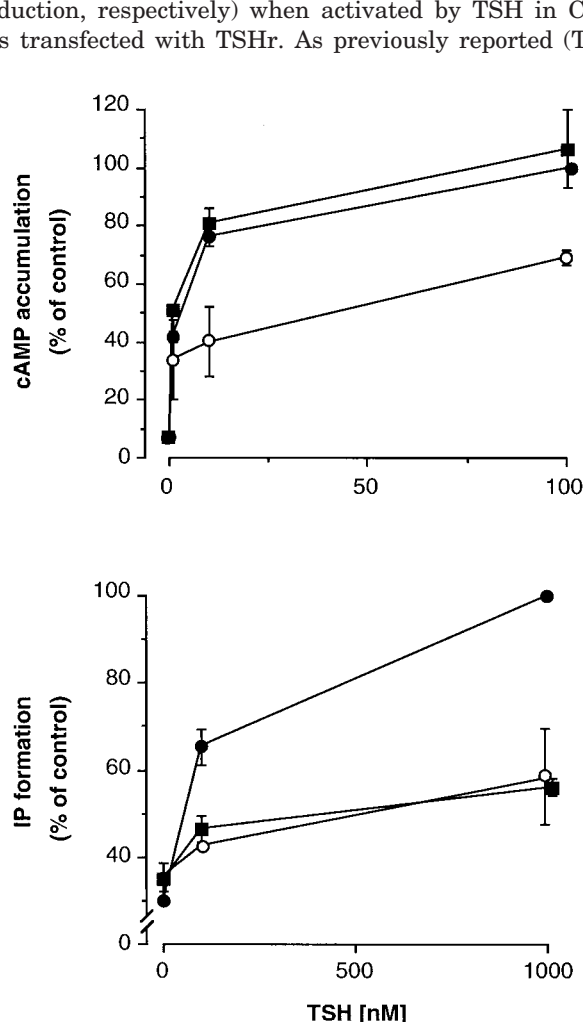 duction, respectively) when activated by TSH in C
s transfected with TSHr. As previously reported (T
120
100
80
60
40
20
0
cAMP accumulation
(% of control)
0 50 100
100
80
60
40
0
IP formation
(% of control)
0 500 1000
TSH [nM]